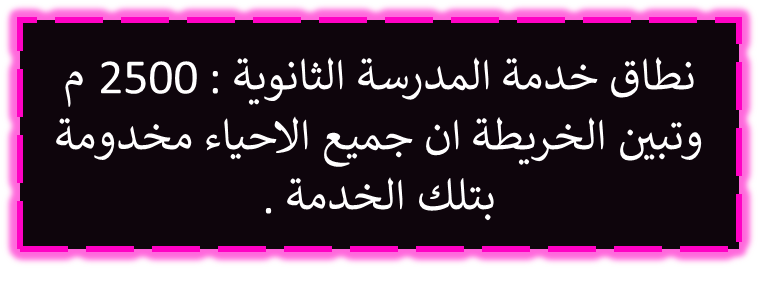 نطاق خدمة المدرسة الثانوية : 2500 م
وتبين الخريطة ان جميع الاحياء مخدومة
بتلك الخدمة .